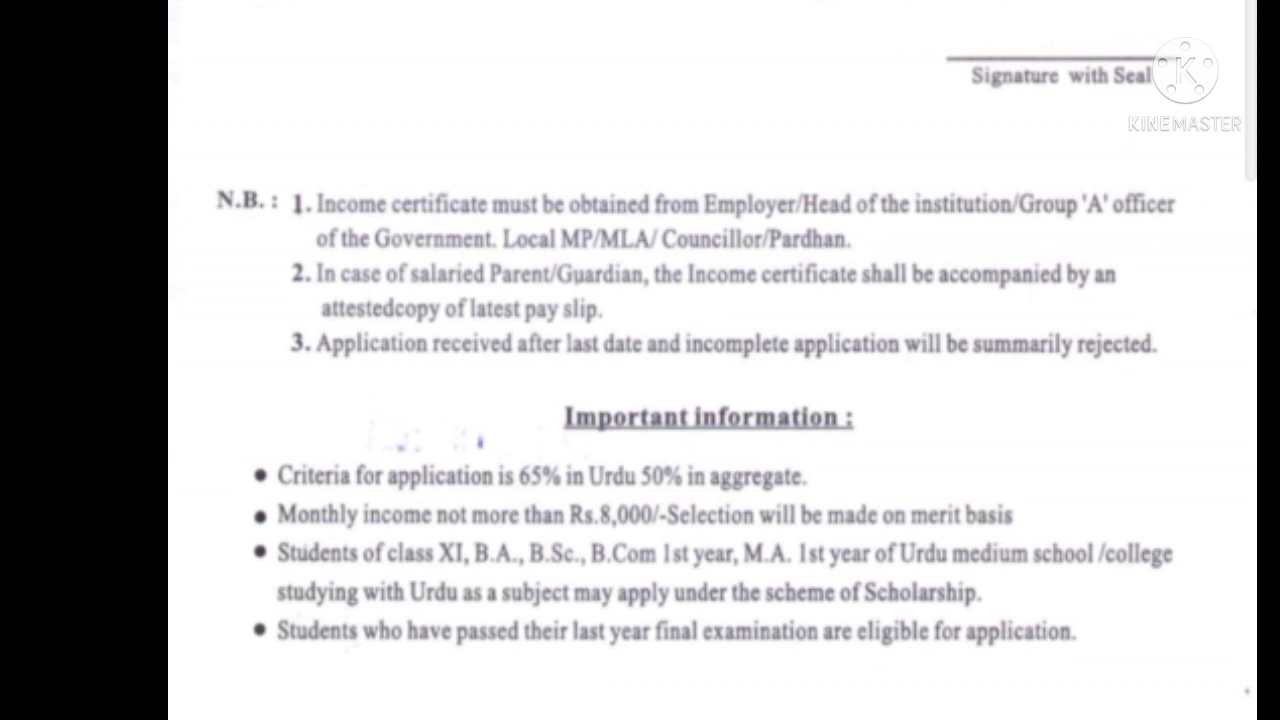 Signature with Seal
K
KINEMASTER
N.B. : 1. Income certificate must be obtained from Employer/Head of the institution/Group 'A' officer
of the Government. Local MP/MLA/ Councillor/Pardhan.
2. In case of salaried Parent/Guardian, the Income certificate shall be accompanied by an
attestedcopy of latest pay slip.
3. Application received after last date and incomplete application will be summarily rejected.
Important information :
• Criteria for application is 65% in Urdu 50% in aggregate.
• Monthly income not more than Rs.8,000/-Selection will be made on merit basis
• Students of class XI, B.A., B.Sc., B.Com 1st year, M.A. 1st year of Urdu medium school /college
studying with Urdu as a subject may apply under the scheme of Scholarship.
• Students who have passed their last year final examination are eligible for application.